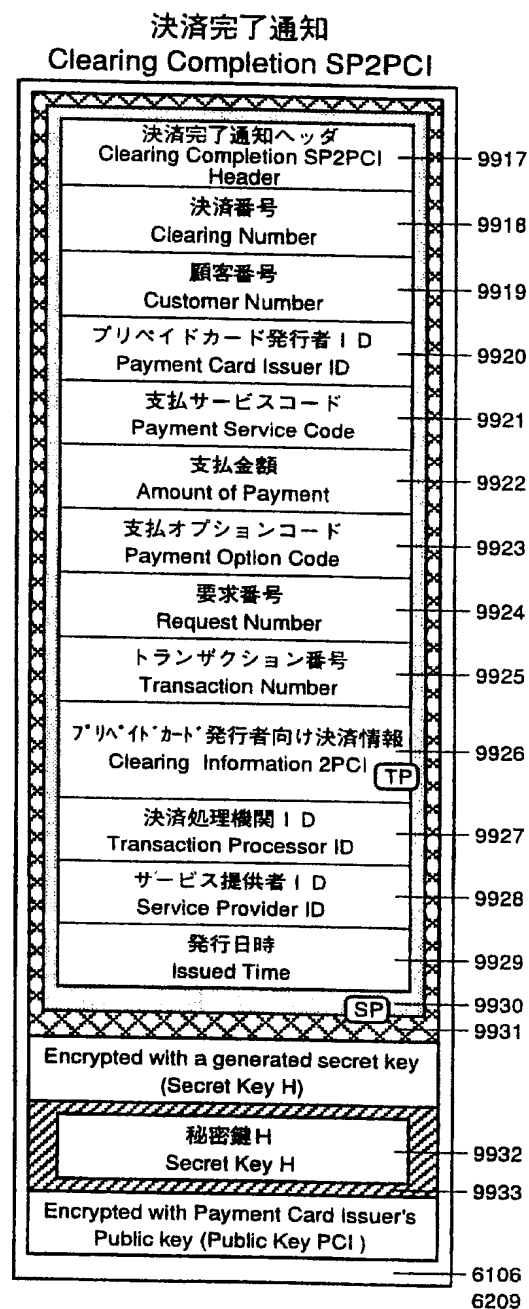 決済完了通知
Clearing Completion SP2PCI
決済完了通知ヘッダ
Clearing Completion SP2PCI
Header
9917
決済番号
Clearing Number
9918
顧客番号
Customer Number
9919
プリペイドカード発行者ID
Payment Card Issuer ID
9920
支払サービスコード
Payment Service Code
9921
支払金額
Amount of Payment
9922
支払オプションコード
Payment Option Code
9923
要求番号
Request Number
9924
トランザクション番号
Transaction Number
9925
プリペイドカード発行者向け決済情報
Clearing Information 2PCI
TP
9926
決済処理機関ID
Transaction Processor ID
9927
サービス提供者ID
Service Provider ID
9928
発行日時
Issued Time
9929
SP
9930
9931
Encrypted with a generated secret key
(Secret Key H)
秘密鍵H
Secret Key H
9932
9933
Encrypted with Payment Card Issuer's
Public key (Public Key PCI )
6106
6209